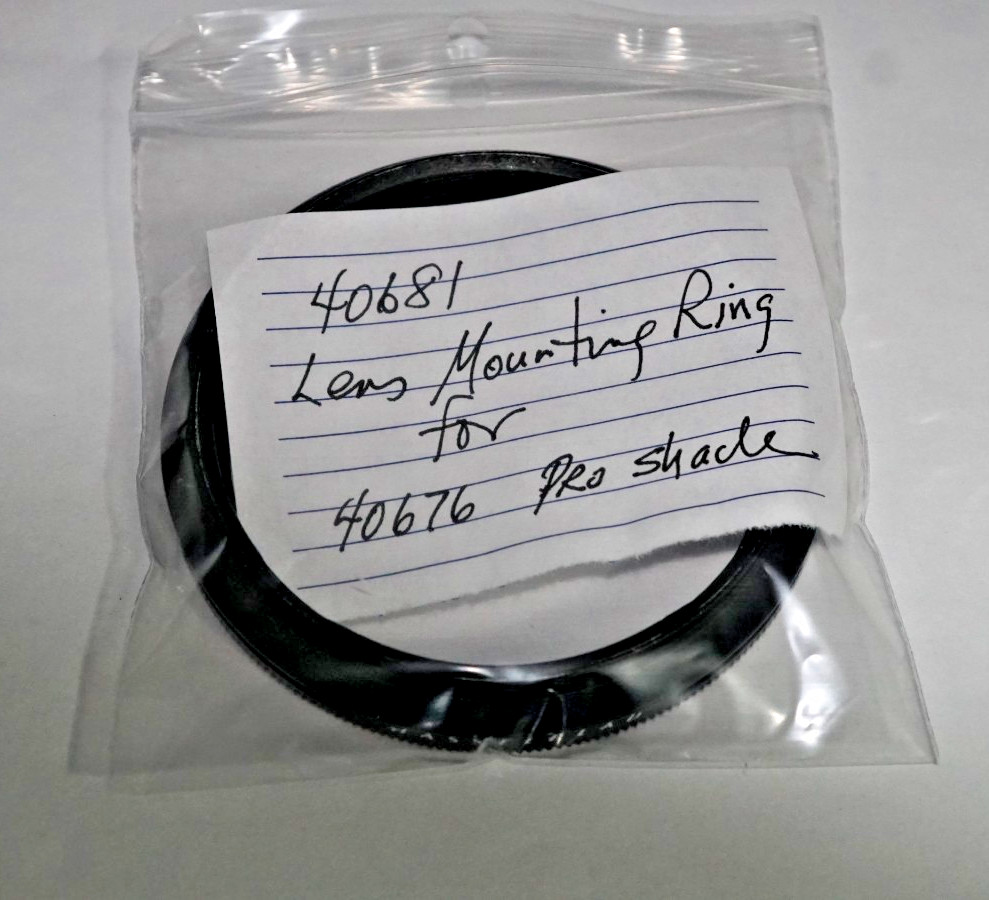 40681
Lens Mounting Ring
for
40676 Pro shade